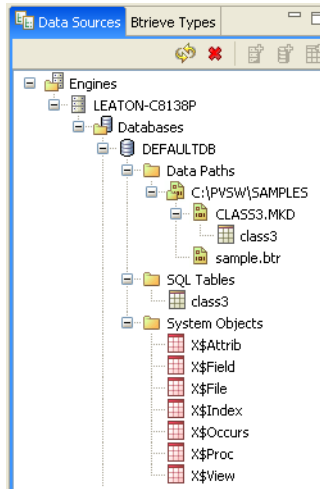 Data Sources Btrieve Types
Engines
LEATON-C8138P
Databases
DEFAULTDB
Data Paths
C:\PVSW\SAMPLES
CLASS3.MKD
class3
sample.btr
SQL Tables
class3
System Objects
X$Attrib
X$Field
X$File
X$Index
X$Occurs
X$Proc
X$View